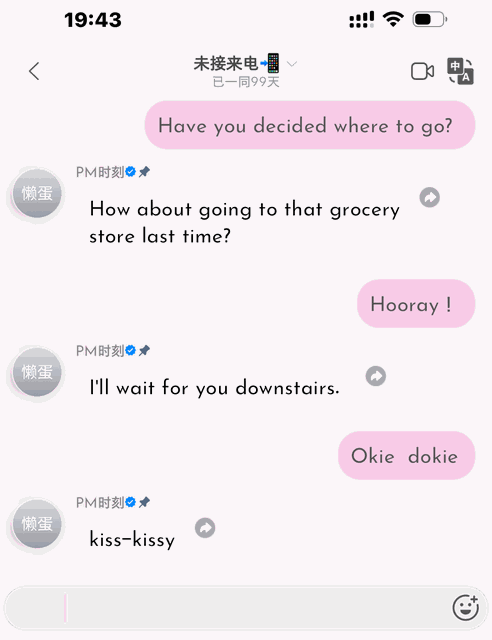 19:43
未接来电📲
已一同99天
中
A
Have you decided where to go?
PM时刻
懒蛋
How about going to that grocery
store last time?
Hooray !
PM时刻
懒蛋
I'll wait for you downstairs.
Okie  dokie
PM时刻
懒蛋
kiss-kissy